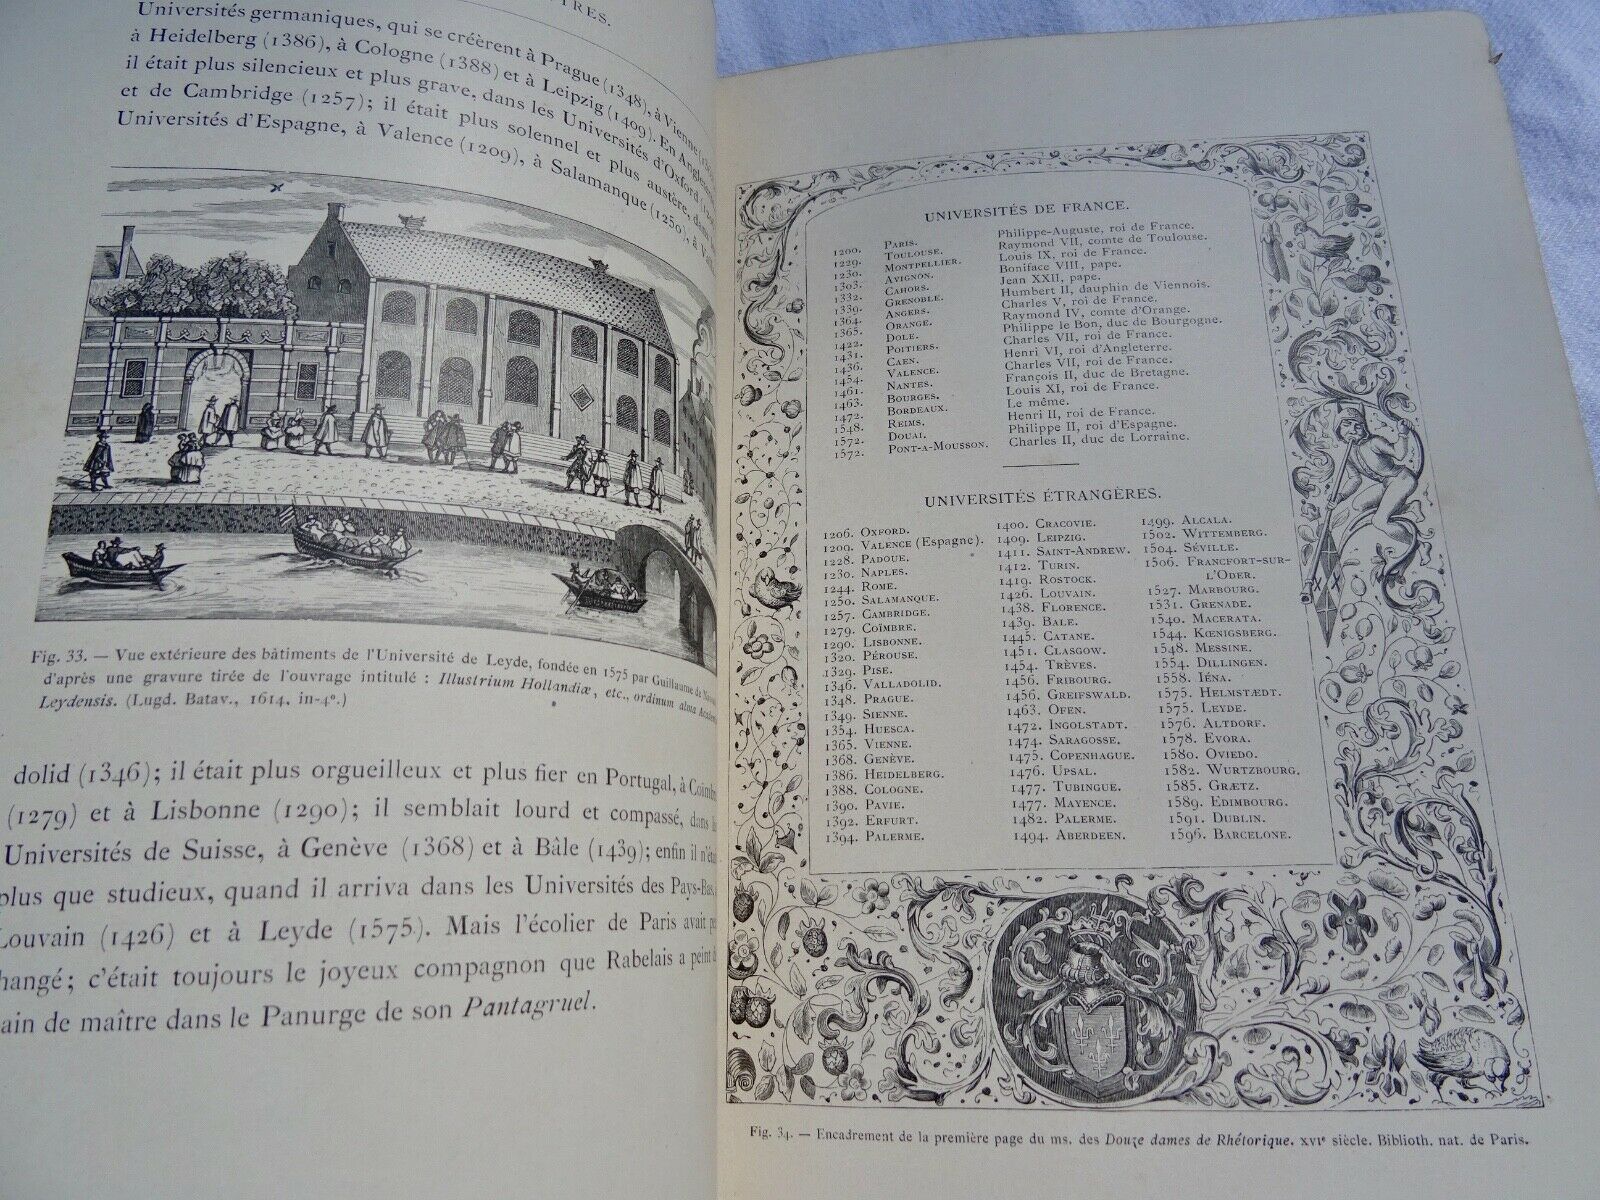 TRES.
Universités germaniques, qui se créèrent à Prague (1348), à Vienne
à Heidelberg (1386), à Cologne (1388) et à Leipzig (1409). En
il était plus silencieux et plus grave, dans les Universités d'Oxford
et de Cambridge (1257); il était plus solennel et plus austère,
Universités d'Espagne, à Valence (1209), à Salamanque (1250), à
Fig. 33. — Vue extérieure des bâtiments de l'Université de Leyde, fondée en 1575 par Guillaume de
d'après une gravure tirée de l'ouvrage intitulé : Illustrium Hollandiæ, etc., ordinum alma
Leydensis. (Lugd. Batav., 1614. in-4°.)
dolid (1346); il était plus orgueilleux et plus fier en Portugal, à
(1279) et à Lisbonne (1290); il semblait lourd et compassé,
Universités de Suisse, à Genève (1368) et à Bâle (1439); enfin il
plus que studieux, quand il arriva dans les Universités des Pays-Bas,
Louvain (1426) et à Leyde (1575). Mais l'écolier de Paris avait
hangé; c'était toujours le joyeux compagnon que Rabelais a peint
ain de maître dans le Panurge de son Pantagruel.
UNIVERSITÉS DE FRANCE.
1200. PARIS. Philippe-Auguste, roi de France.
1229. TOULOUSE. Raymond VII, comte de Toulouse.
1230. MONTPELLIER. Louis IX, roi de France.
1303. AVIGNON. Boniface VIII, pape.
1332. CAHORS. Jean XXII, pape.
1339. GRENOBLE. Humbert II, dauphin de Viennois.
1364. ANGERS. Charles V, roi de France.
1365. ORANGE. Raymond IV, comte d'Orange.
1422. DOLE. Philippe le Bon, duc de Bourgogne.
1431. POITIERS. Charles VII, roi de France.
1436. CAEN. Henri VI, roi d'Angleterre.
1454. VALENCE. Charles VII, roi de France.
1461. NANTES. François II, duc de Bretagne.
1463. BOURGES. Louis XI, roi de France.
1472. BORDEAUX. Le même.
1548. REIMS. Henri II, roi de France.
1572. DOUAI. Philippe II, roi d'Espagne.
1572. PONT-A-MOUSSON. Charles II, duc de Lorraine.
UNIVERSITÉS ÉTRANGÈRES.
1206. OXFORD.
1209. VALENCE (Espagne).
1228. PADOUE.
1230. NAPLES.
1244. ROME.
1250. SALAMANQUE.
1257. CAMBRIDGE.
1279. COÏMBRE.
1290. LISBONNE.
1320. PÉROUSE.
1329. PISE.
1346. VALLADOLID.
1348. PRAGUE.
1349. SIENNE.
1354. HUESCA.
1365. VIENNE.
1368. GENÈVE.
1386. HEIDELBERG.
1388. COLOGNE.
1390. PAVIE.
1392. ERFURT.
1394. PALERME.
1400. CRACOVIE.
1409. LEIPZIG.
1411. SAINT-ANDREW.
1412. TURIN.
1419. ROSTOCK.
1426. LOUVAIN.
1438. FLORENCE.
1439. BALE.
1445. CATANE.
1451. GLASGOW.
1454. TRÈVES.
1456. FRIBOURG.
1456. GREIFSWALD.
1463. OFEN.
1472. INGOLSTADT.
1474. SARAGOSSE.
1475. COPENHAGUE.
1476. UPSAL.
1477. TUBINGUE.
1477. MAYENCE.
1482. PALERME.
1494. ABERDEEN.
1499. ALCALA.
1502. WITTEMBERG.
1504. SÉVILLE.
1506. FRANCFORT-SUR-
L'ODER.
1527. MARBOURG.
1531. GRENADE.
1540. MACERATA.
1544. KŒNIGSBERG.
1548. MESSINE.
1554. DILLINGEN.
1558. IÉNA.
1575. HELMSTÆDT.
1575. LEYDE.
1576. ALTDORF.
1578. EVORA.
1580. OVIEDO.
1582. WURTZBOURG.
1585. GRÆTZ.
1589. EDIMBOURG.
1591. DUBLIN.
1596. BARCELONE.
Fig. 34. — Encadrement de la première page du ms. des Douze dames de Rhétorique. XVIe siècle. Biblioth. nat. de Paris.